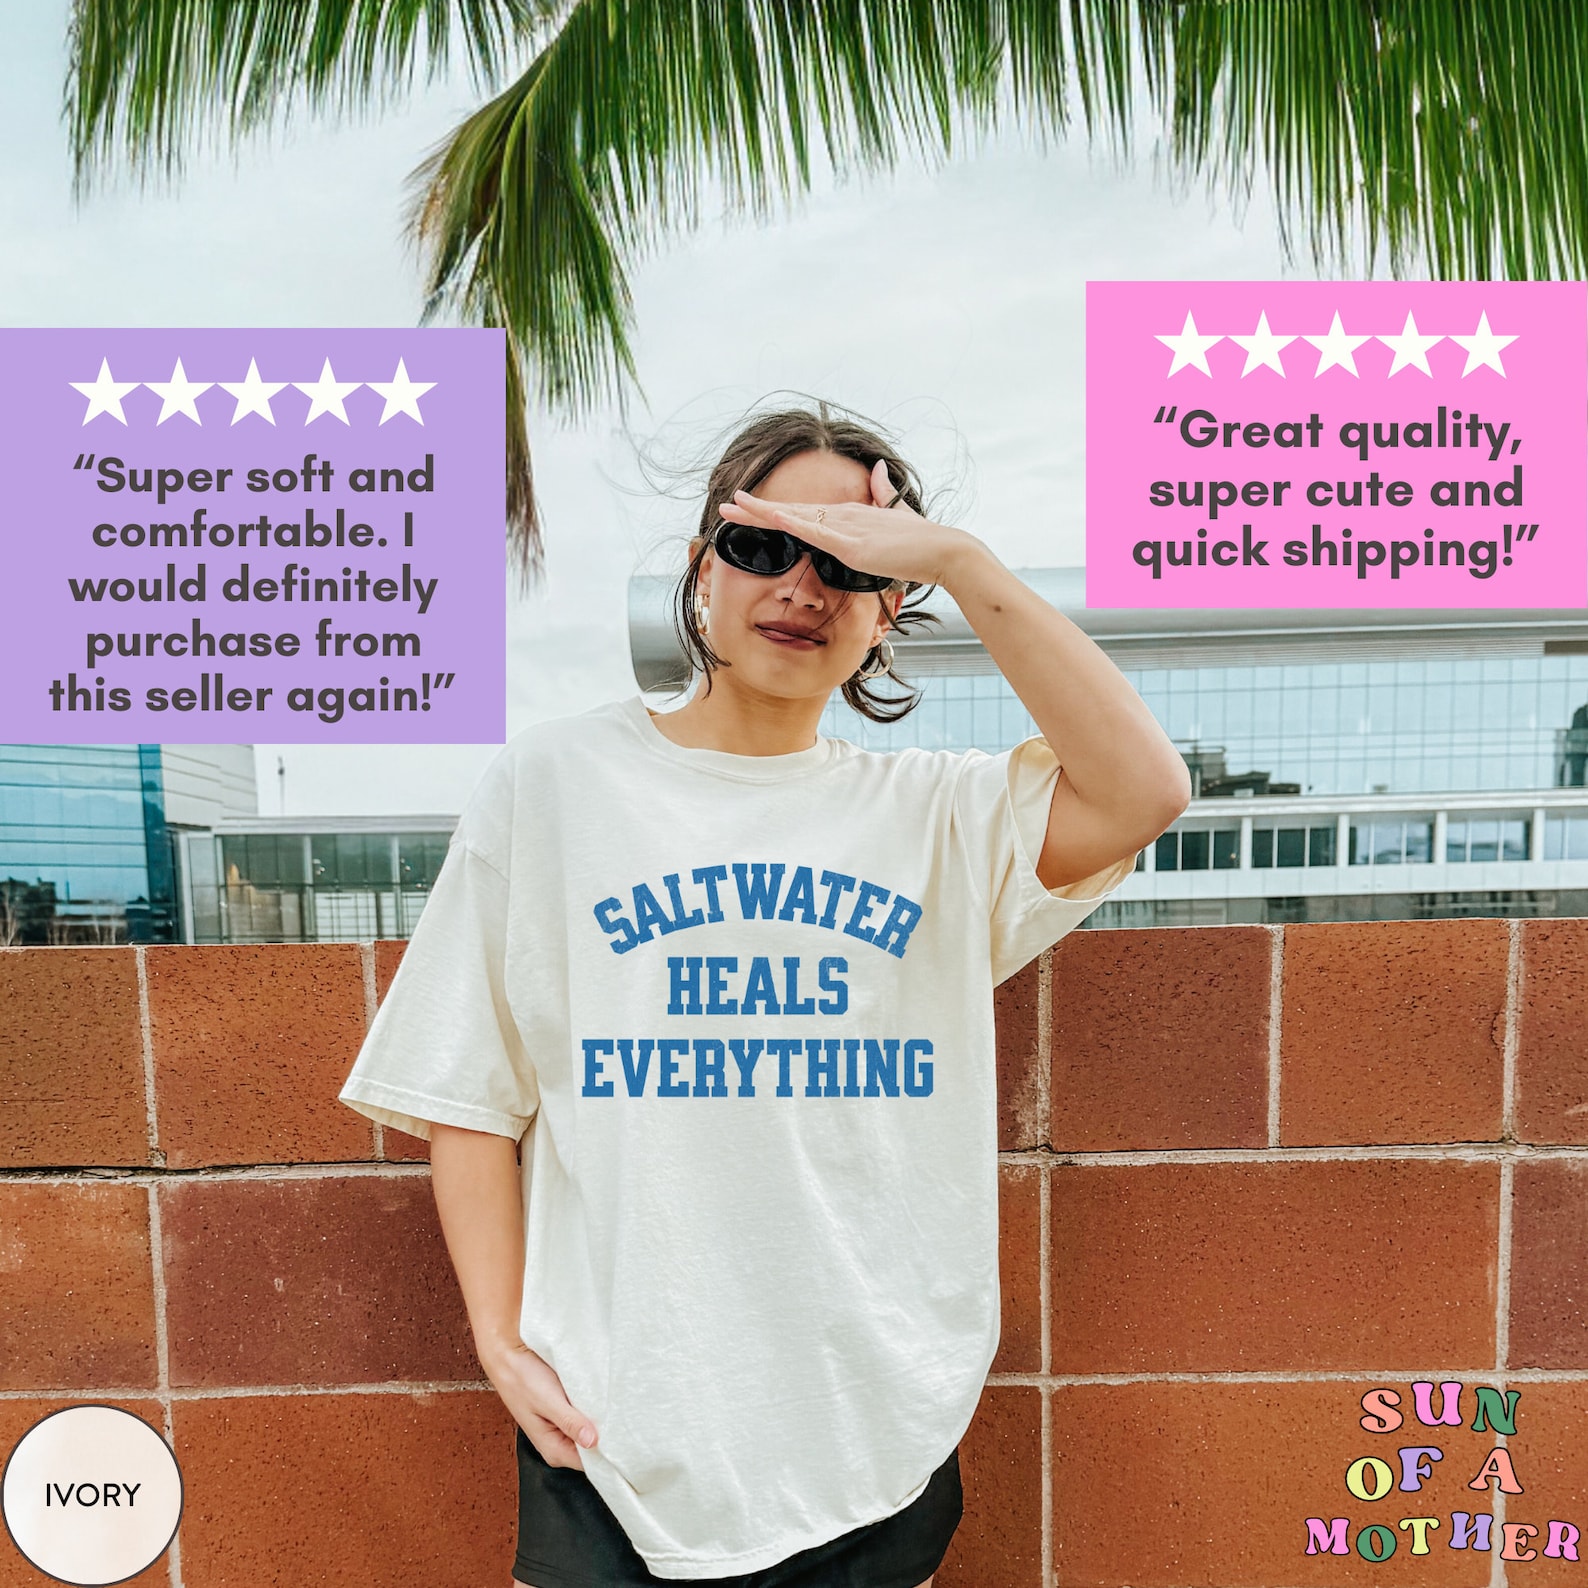 “Super soft and
comfortable. I
would definitely
purchase from
this seller again!”
“Great quality,
super cute and
quick shipping!”
SALTWATER
HEALS
EVERYTHING
IVORY
SUN
OF A
MOTHER